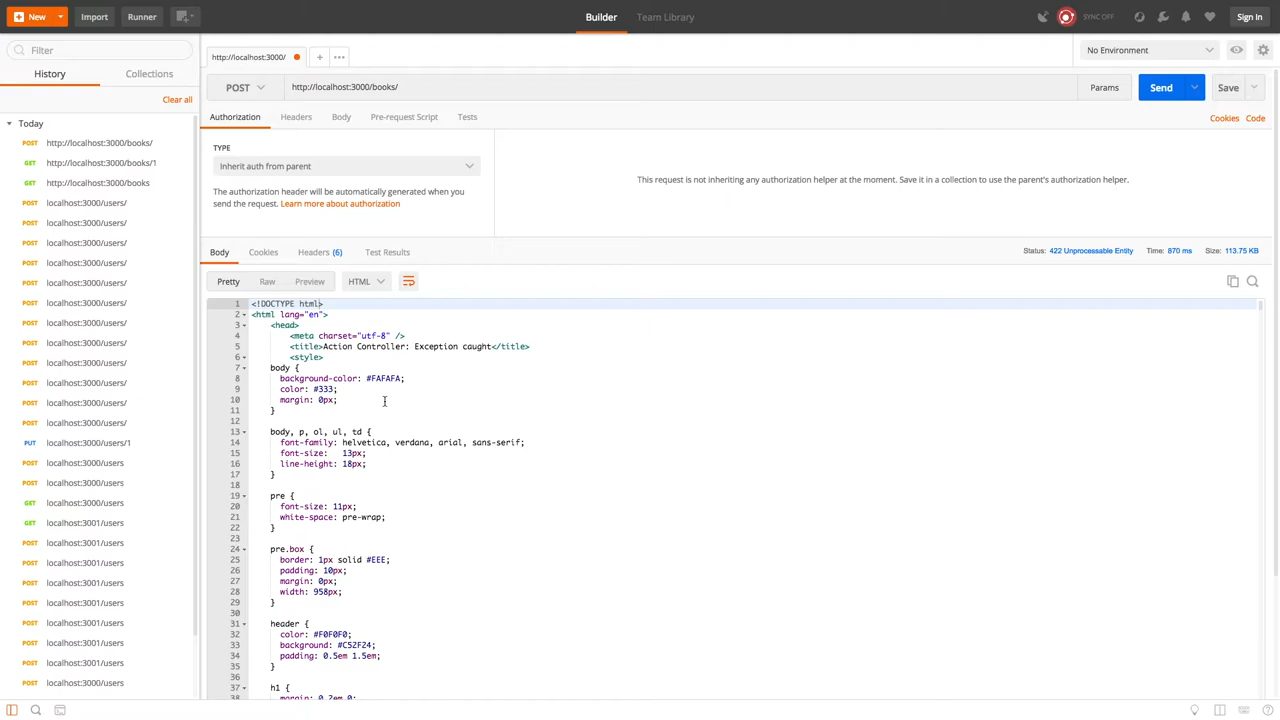 New Import Runner Builder Team Library SYNC OFF Sign In
Filter
History Collections
Clear all
Today
POST http://localhost:3000/books/
GET http://localhost:3000/books/1
GET http://localhost:3000/books
POST localhost:3000/users/
POST localhost:3000/users/
POST localhost:3000/users/
POST localhost:3000/users/
POST localhost:3000/users/
POST localhost:3000/users/
POST localhost:3000/users/
POST localhost:3000/users/
POST localhost:3000/users/
POST localhost:3000/users/
POST localhost:3000/users/
POST localhost:3000/users/
PUT localhost:3000/users/1
POST localhost:3000/users
POST localhost:3000/users
GET localhost:3000/users
GET localhost:3001/users
POST localhost:3001/users
POST localhost:3001/users
POST localhost:3001/users
POST localhost:3001/users
POST localhost:3001/users
POST localhost:3001/users
POST localhost:3001/users
POST localhost:3000/users
http://localhost:3000/ + ••• No Environment
POST http://localhost:3000/books/ Params Send Save
Authorization Headers Body Pre-request Script Tests Cookies Code
TYPE
Inherit auth from parent
The authorization header will be automatically generated when you
send the request. Learn more about authorization
This request is not inheriting any authorization helper at the moment. Save it in a collection to use the parent's authorization helper.
Body Cookies Headers (6) Test Results Status: 422 Unprocessable Entity Time: 870 ms Size: 113.75 KB
Pretty Raw Preview HTML
1 <!DOCTYPE html>
2 <html lang="en">
3 <head>
4 <meta charset="utf-8" />
5 <title>Action Controller: Exception caught</title>
6 <style>
7 body {
8 background-color: #FAFAFA;
9 color: #333;
10 margin: 0px;
11 }
12
13 body, p, ol, ul, td {
14 font-family: helvetica, verdana, arial, sans-serif;
15 font-size: 13px;
16 line-height: 18px;
17 }
18
19 pre {
20 font-size: 11px;
21 white-space: pre-wrap;
22 }
23
24 pre.box {
25 border: 1px solid #EEE;
26 padding: 10px;
27 margin: 0px;
28 width: 958px;
29 }
30
31 header {
32 color: #F0F0F0;
33 background: #C52F24;
34 padding: 0.5em 1.5em;
35 }
36
37 h1 {
38 margin: 0.2em 0;